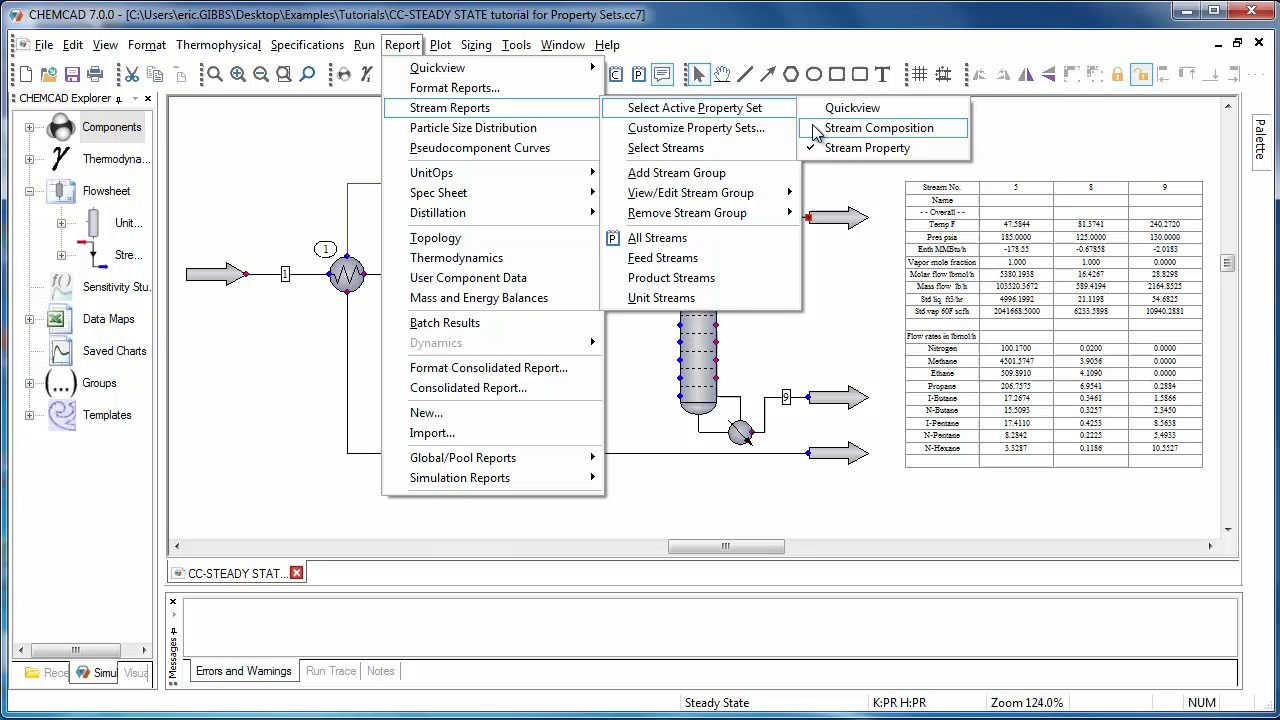 CHEMCAD 7.0.0 - [C:\Users\eric.GIBBS\Desktop\Examples\Tutorials\CC-STEADY STATE tutorial for Property Sets.cc7]
File Edit View Format Thermophysical Specifications Run Report Plot Sizing Tools Window Help
CHEMCAD Explorer
Components
Thermodyna...
Flowsheet
Unit...
Stre...
Sensitivity Stu...
Data Maps
Saved Charts
Groups
Templates
Rece
Simu
Visua
Quickview
Format Reports...
Stream Reports
Particle Size Distribution
Pseudocomponent Curves
UnitOps
Spec Sheet
Distillation
Topology
Thermodynamics
User Component Data
Mass and Energy Balances
Batch Results
Dynamics
Format Consolidated Report...
Consolidated Report...
New...
Import...
Global/Pool Reports
Simulation Reports
Select Active Property Set
Customize Property Sets...
Select Streams
Add Stream Group
View/Edit Stream Group
Remove Stream Group
All Streams
Feed Streams
Product Streams
Unit Streams
Quickview
Stream Composition
Stream Property
Palette
1
1
9
Stream No. 5 8 9
Name
- - Overall - -
Temp F 47.5844 81.3741 240.2720
Pres psia 185.0000 125.0000 130.0000
Enth MMBtu/h -178.55 -0.67858 -2.1041
Vapor mole fraction 1.000 1.000 0.0000
Molar flow lbmol/h 5380.1938 16.4267 28.8298
Mass flow lb/h 103520.3672 589.4194 2164.8525
Std liq ft3/hr 4996.1992 21.1198 54.6825
Std vap 60F scfh 2041668.5000 6233.5898 10940.2881
Flow rates in lbmol/h
Nitrogen 100.1700 0.0200 0.0000
Methane 4501.5747 3.9056 0.0000
Ethane 509.8910 4.1090 0.0000
Propane 206.7575 6.9541 0.2884
I-Butane 17.2674 0.3461 1.5866
N-Butane 15.5093 0.3257 2.3450
I-Pentane 17.4110 0.4253 8.5638
N-Pentane 8.2842 0.2225 5.4933
N-Hexane 3.3287 0.1186 10.5527
CC-STEADY STAT...
Messages
Errors and Warnings Run Trace Notes
Steady State K:PR H:PR Zoom 124.0% NUM